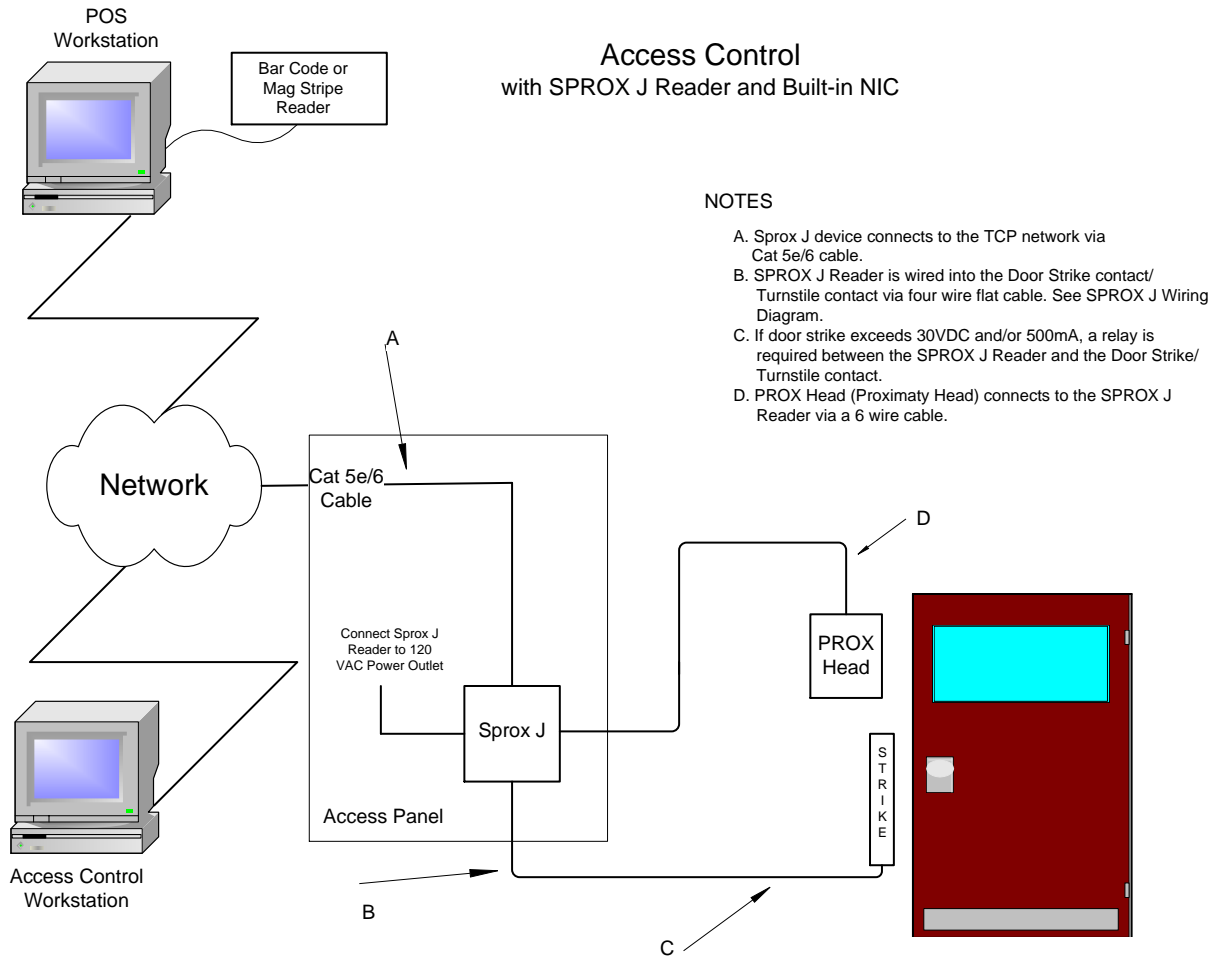 POS
Workstation
Bar Code or
Mag Stripe
Reader
Access Control
with SPROX J Reader and Built-in NIC
NOTES
A. Sprox J device connects to the TCP network via
Cat 5e/6 cable.
B. SPROX J Reader is wired into the Door Strike contact/
Turnstile contact via four wire flat cable. See SPROX J Wiring
Diagram.
C. If door strike exceeds 30VDC and/or 500mA, a relay is
required between the SPROX J Reader and the Door Strike/
Turnstile contact.
D. PROX Head (Proximaty Head) connects to the SPROX J
Reader via a 6 wire cable.
A
Network
Cat 5e/6
Cable
D
Connect Sprox J
Reader to 120
VAC Power Outlet
PROX
Head
Sprox J
STRIKE
Access Panel
Access Control
Workstation
B
C